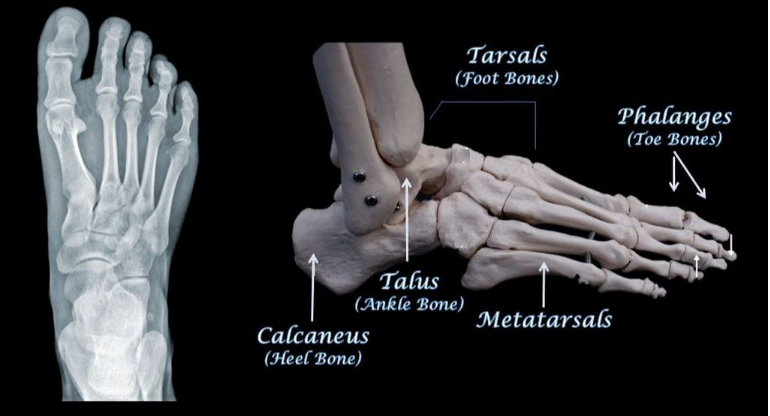 Tarsals
(Foot Bones)
Phalanges
(Toe Bones)
Talus
(Ankle Bone)
Metatarsals
Calcaneus
(Heel Bone)